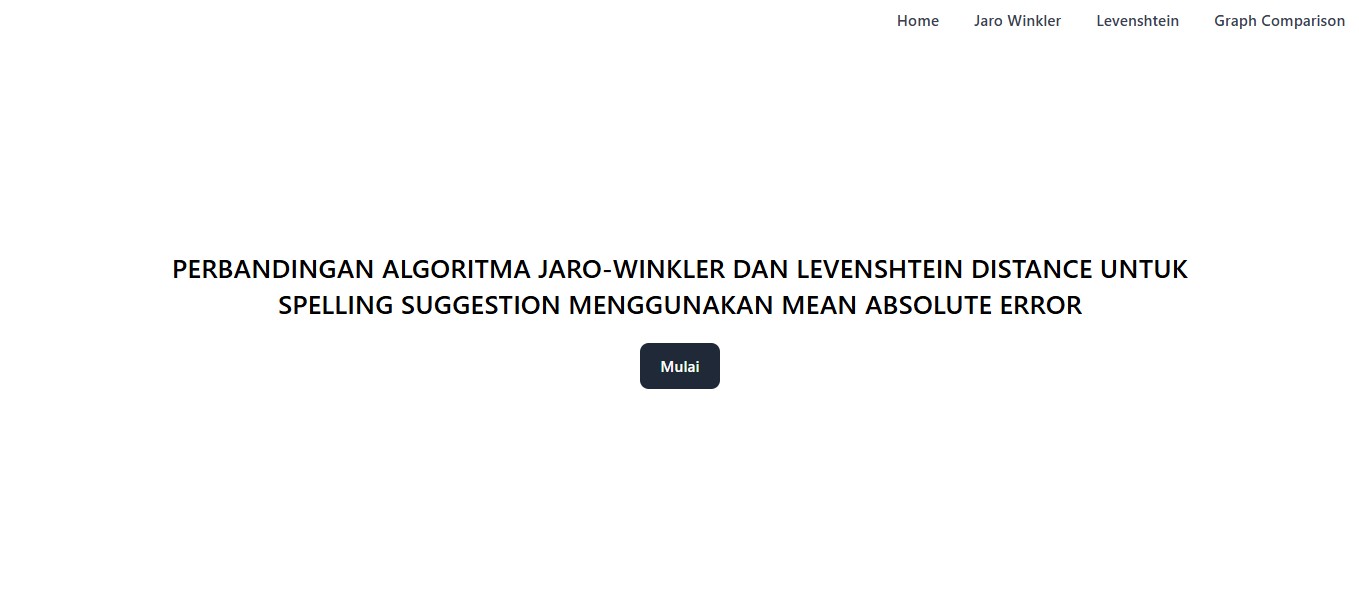 Home Jaro Winkler Levenshtein Graph Comparison
PERBANDINGAN ALGORITMA JARO-WINKLER DAN LEVENSHTEIN DISTANCE UNTUK
SPELLING SUGGESTION MENGGUNAKAN MEAN ABSOLUTE ERROR
Mulai